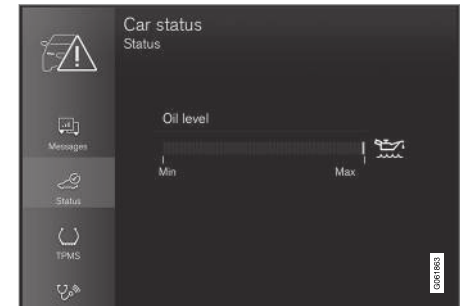 Car status
Status
Oil level
Messages
Min
Max
Status
TPMS
G061863